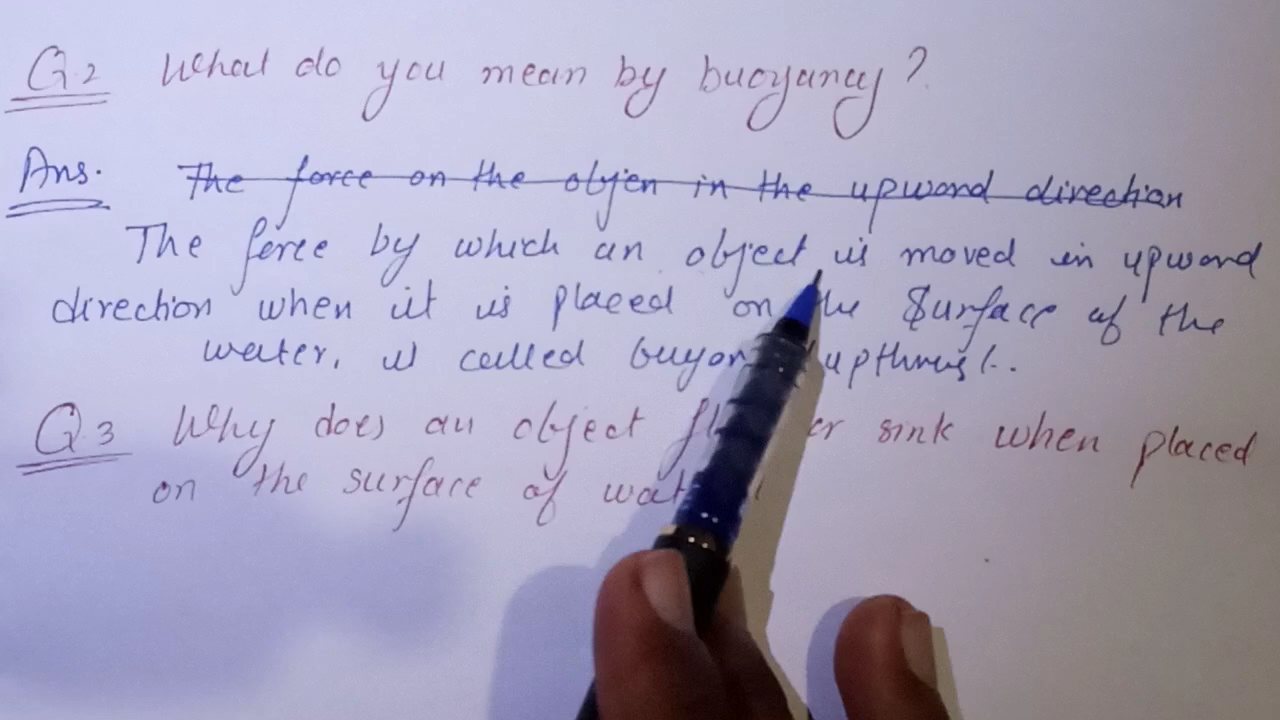 Q.2 What do you mean by buoyancy?
Ans. The force on the objen in the upward direction
The force by which an object is moved in upward
direction when it is placed on the surface of the
water, is called upthrust..
Q.3 Why does an object sink when placed
on the surface of